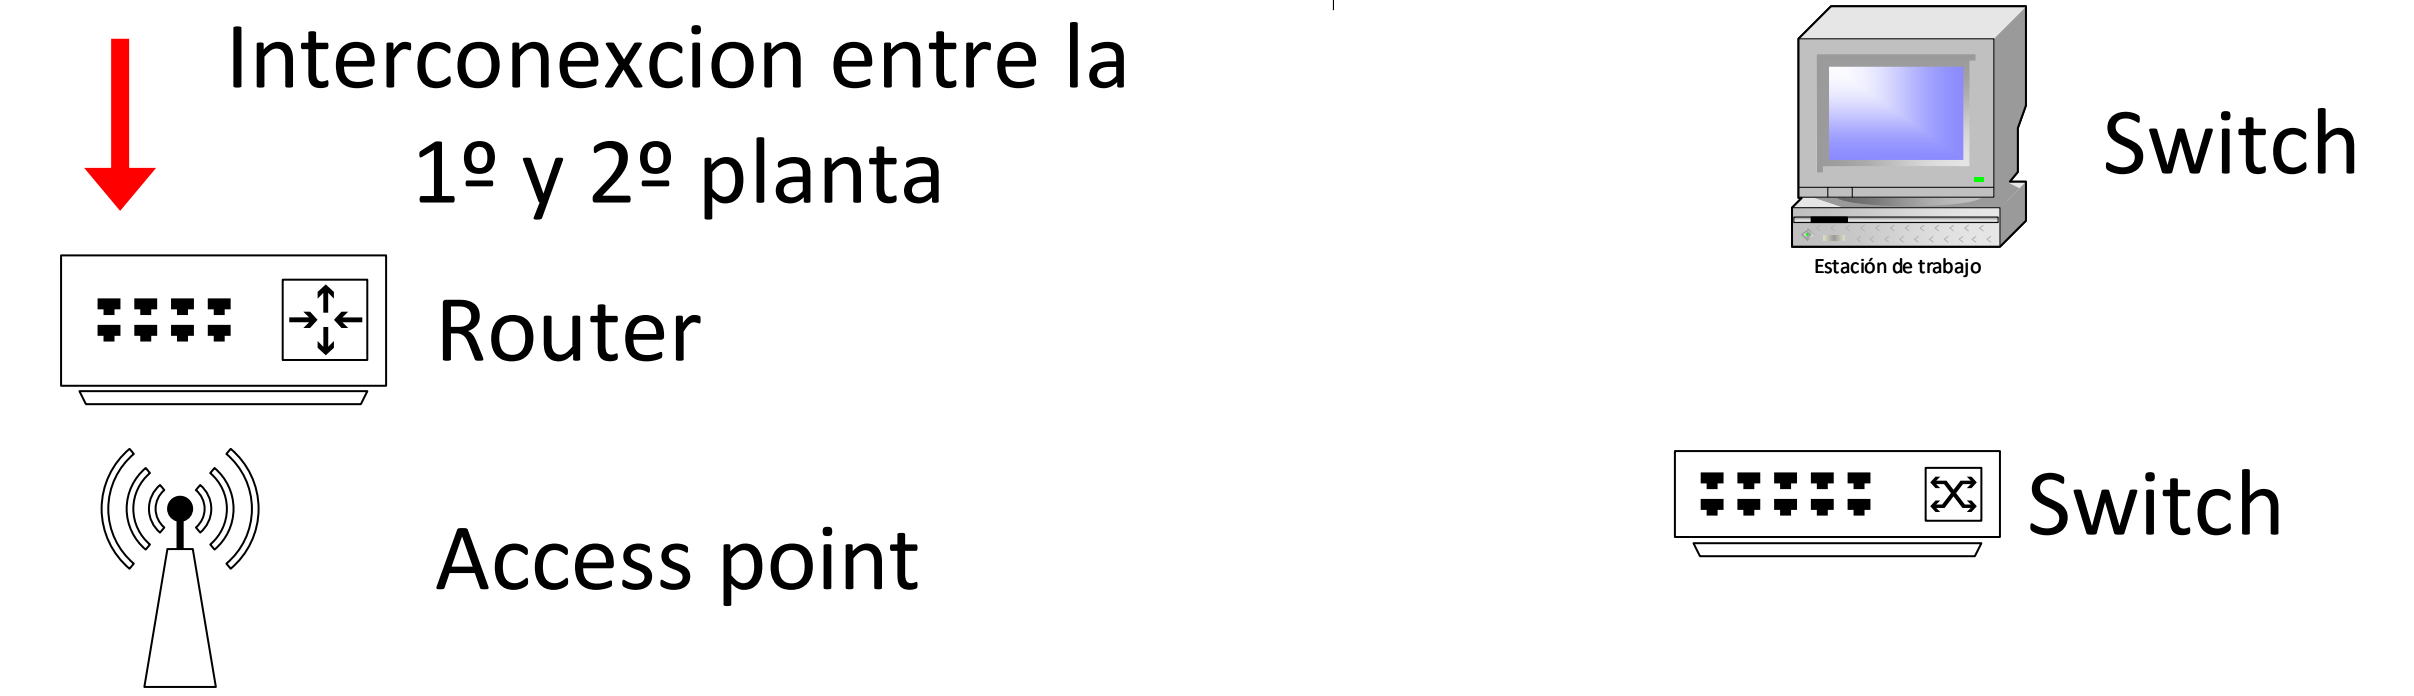 Interconexcion entre la
1º y 2º planta
Router
Access point
Switch
Estación de trabajo
Switch